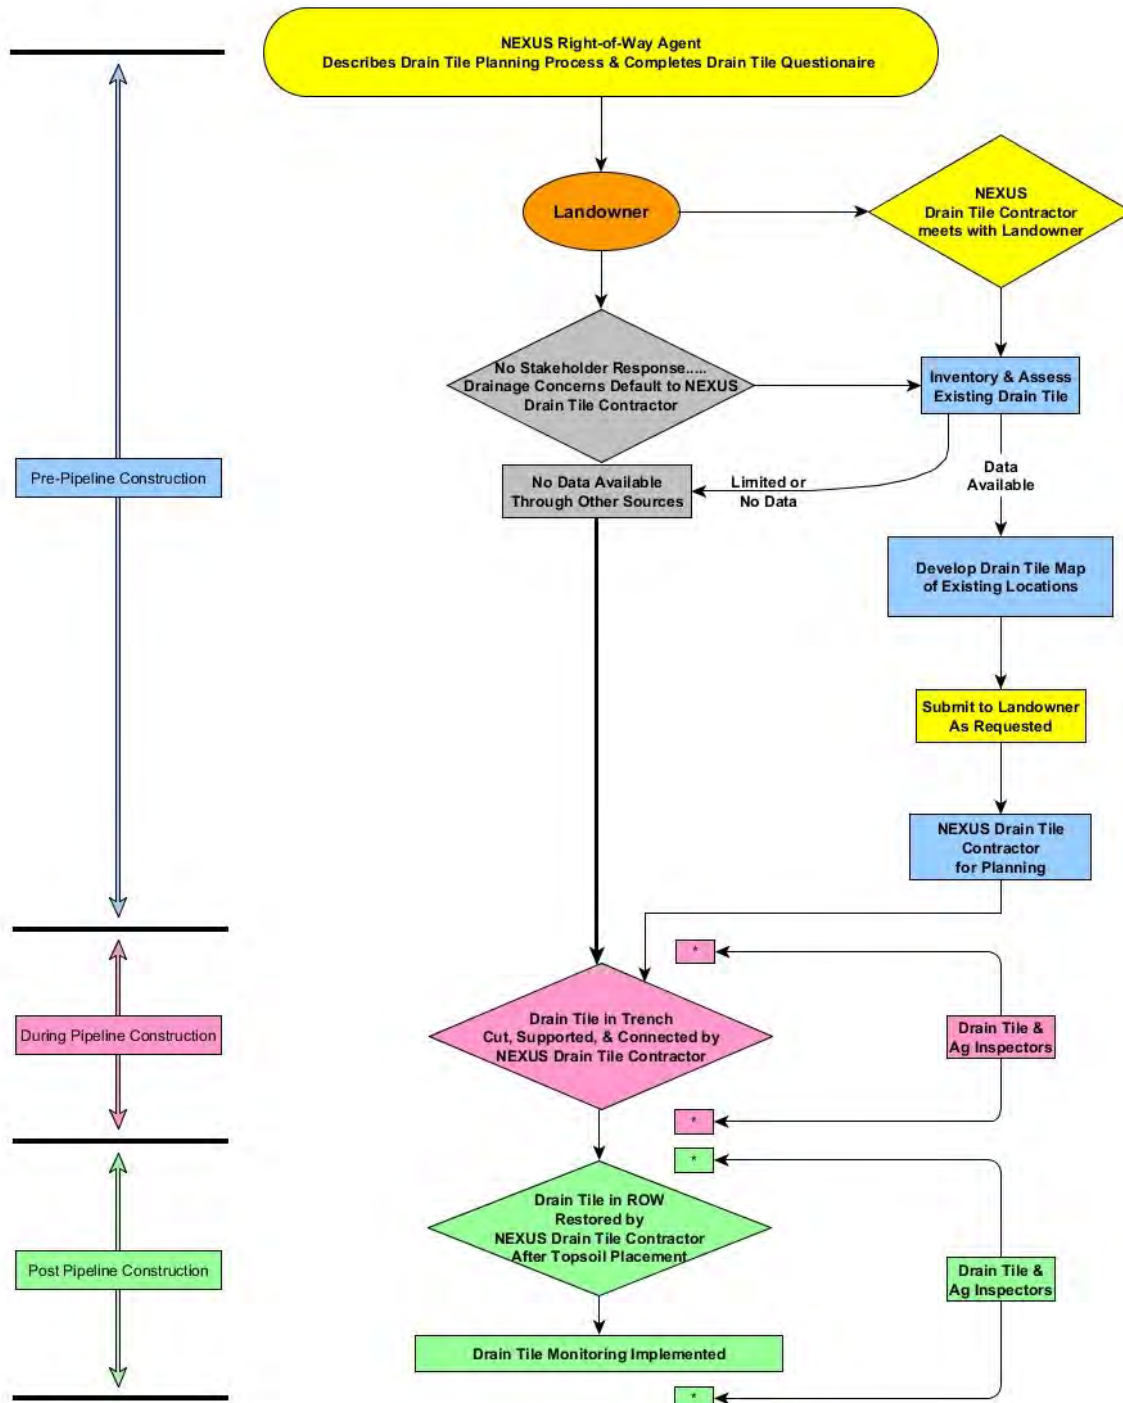 NEXUS Right-of-Way Agent
Describes Drain Tile Planning Process & Completes Drain Tile Questionaire
Landowner
NEXUS
Drain Tile Contractor
meets with Landowner
No Stakeholder Response.....
Drainage Concerns Default to NEXUS
Drain Tile Contractor
Inventory & Assess
Existing Drain Tile
Pre-Pipeline Construction
No Data Available
Through Other Sources
Limited or
No Data
Data
Available
Develop Drain Tile Map
of Existing Locations
Submit to Landowner
As Requested
NEXUS Drain Tile
Contractor
for Planning
*
During Pipeline Construction
Drain Tile in Trench
Cut, Supported, & Connected by
NEXUS Drain Tile Contractor
Drain Tile &
Ag Inspectors
*
*
Post Pipeline Construction
Drain Tile in ROW
Restored by
NEXUS Drain Tile Contractor
After Topsoil Placement
Drain Tile &
Ag Inspectors
Drain Tile Monitoring Implemented
*